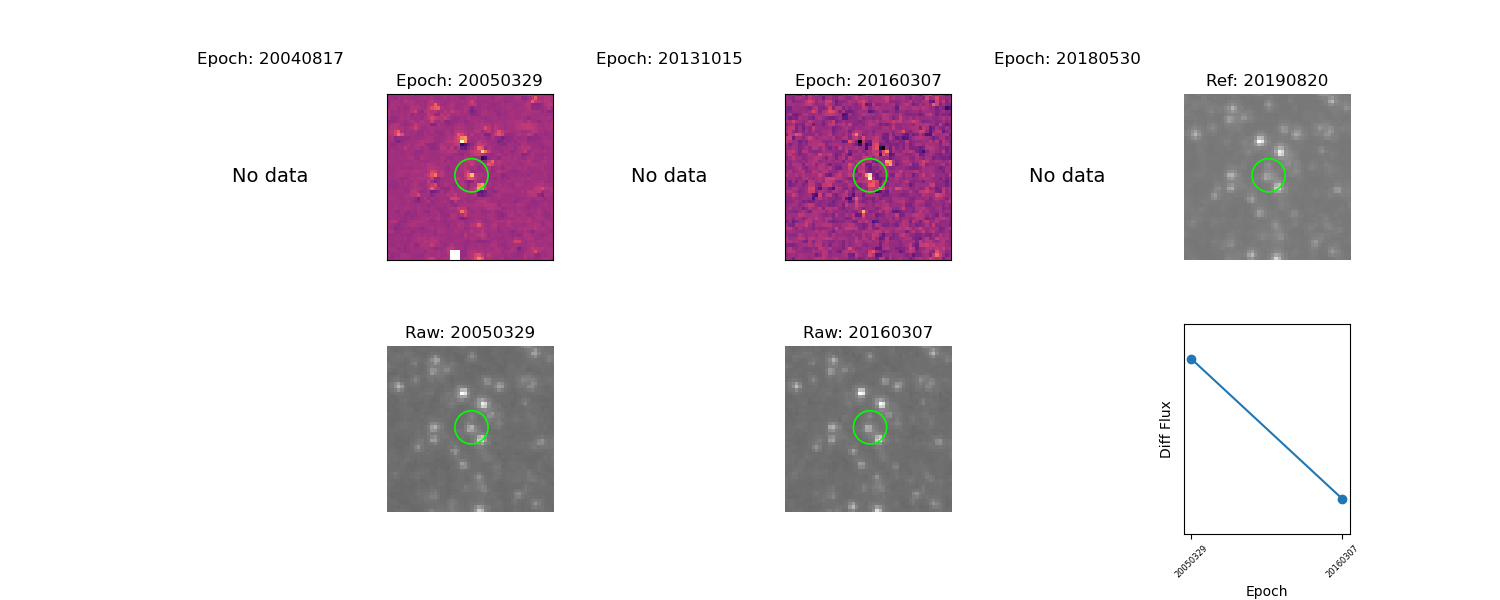 Epoch: 20040817
Epoch: 20050329
Epoch: 20131015
Epoch: 20160307
Epoch: 20180530
Ref: 20190820
No data
No data
No data
Raw: 20050329
Raw: 20160307
Diff Flux
20050329
20160307
Epoch